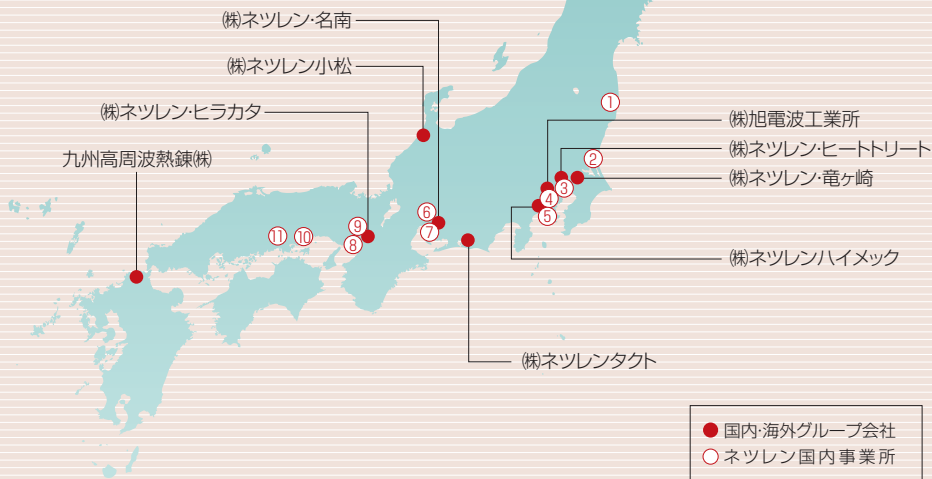 ㈱ネツレン・名南
㈱ネツレン小松
㈱ネツレン・ヒラカタ
九州高周波熱錬㈱
①
㈱旭電波工業所
②
㈱ネツレン・ヒートトリート
㈱ネツレン・竜ヶ崎
③
④
⑤
⑥
⑦
⑨
⑧
⑪
⑩
㈱ネツレンハイメック
㈱ネツレンタクト
国内・海外グループ会社
ネツレン国内事業所